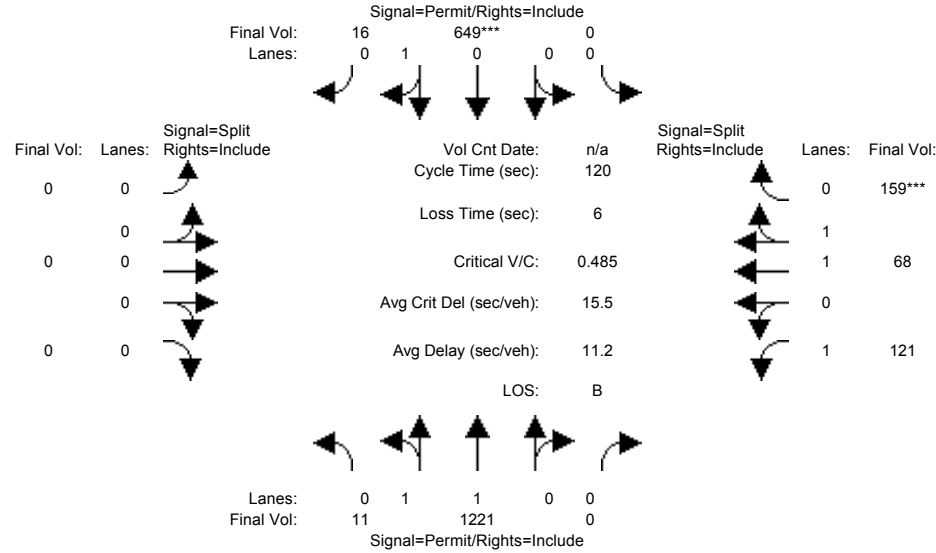 Signal=Permit/Rights=Include
Final Vol: 16 649*** 0
Lanes: 0 1 0 0 0
Signal=Split Signal=Split
Final Vol: Lanes: Rights=Include Vol Cnt Date: n/a Rights=Include Lanes: Final Vol:
Cycle Time (sec): 120
0 0 0 159***
Loss Time (sec): 6
0 1
0 0 Critical V/C: 0.485 1 68
0 Avg Crit Del (sec/veh): 15.5 0
0 0 Avg Delay (sec/veh): 11.2 1 121
LOS: B
Lanes: 0 1 1 0 0
Final Vol: 11 1221 0
Signal=Permit/Rights=Include